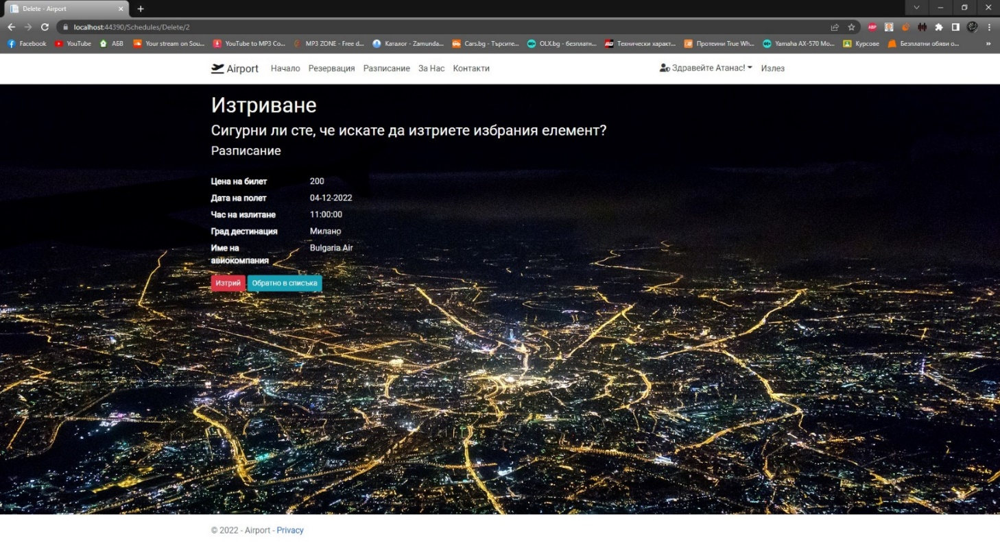 Delete - Airport
localhost:44390/Schedules/Delete/2
ABP
Facebook YouTube АБВ Your stream on Sou... YouTube to MP3 Co... MP3 ZONE - Free d... Каталог - Zamunda... Cars.bg - Търсите... OLX.bg - безплатн... Технически характ... Протеини True Wh... Yamaha AX-570 Mo... Курсове Безплатни обяви о... »
Airport Начало Резервация Разписание За Нас Контакти Здравейте Атанас! Излез
Изтриване
Сигурни ли сте, че искате да изтриете избрания елемент?
Разписание
Цена на билет 200
Дата на полет 04-12-2022
Час на излитане 11:00:00
Град дестинация Милано
Име на Bulgaria Air
авиокомпания
Изтрий Обратно в списъка
© 2022 - Airport - Privacy